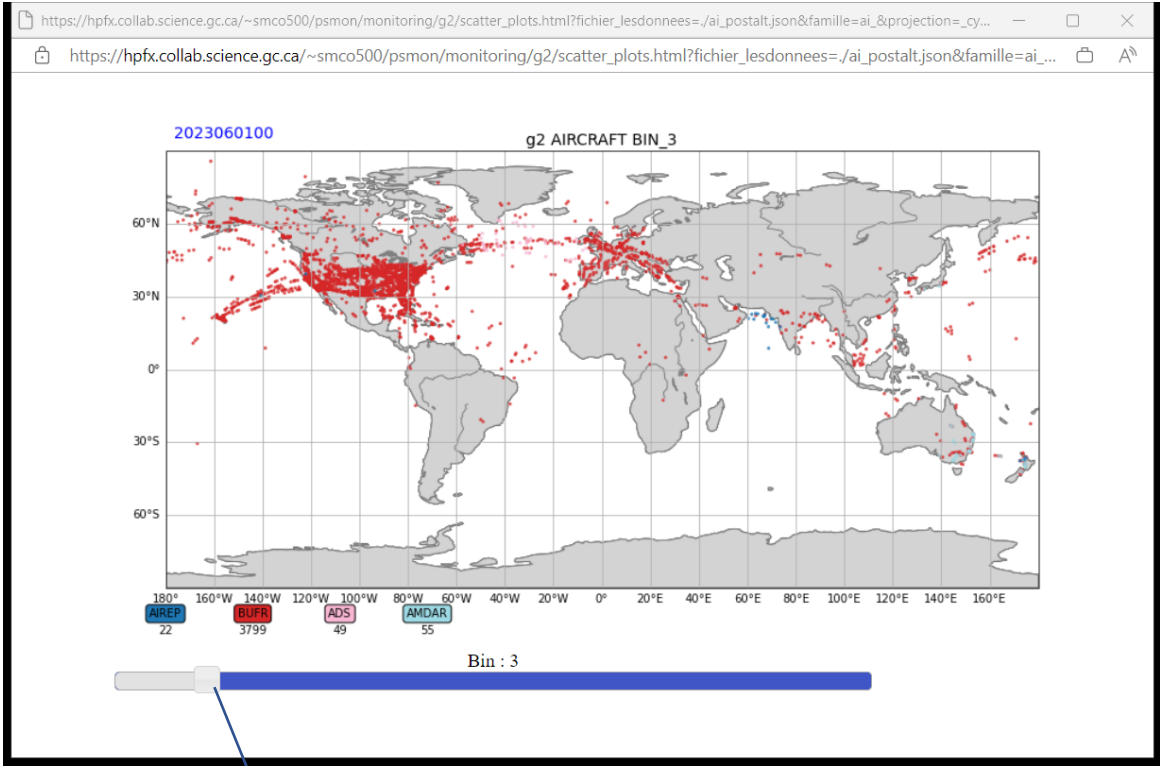 https://hpfx.collab.science.gc.ca/~smco500/psmon/monitoring/g2/scatter_plots.html?fichier_lesdonnees=./ai_postalt.json&famille=ai_&projection=_cy...
https://hpfx.collab.science.gc.ca/~smco500/psmon/monitoring/g2/scatter_plots.html?fichier_lesdonnees=./ai_postalt.json&famille=ai_...
2023060100
g2 AIRCRAFT BIN_3
60°N
30°N
0°
30°S
60°S
180° 160°W 140°W 120°W 100°W 80°W 60°W 40°W 20°W 0° 20°E 40°E 60°E 80°E 100°E 120°E 140°E 160°E
AIREP BUFR ADS AMDAR
22 3799 49 55
Bin : 3